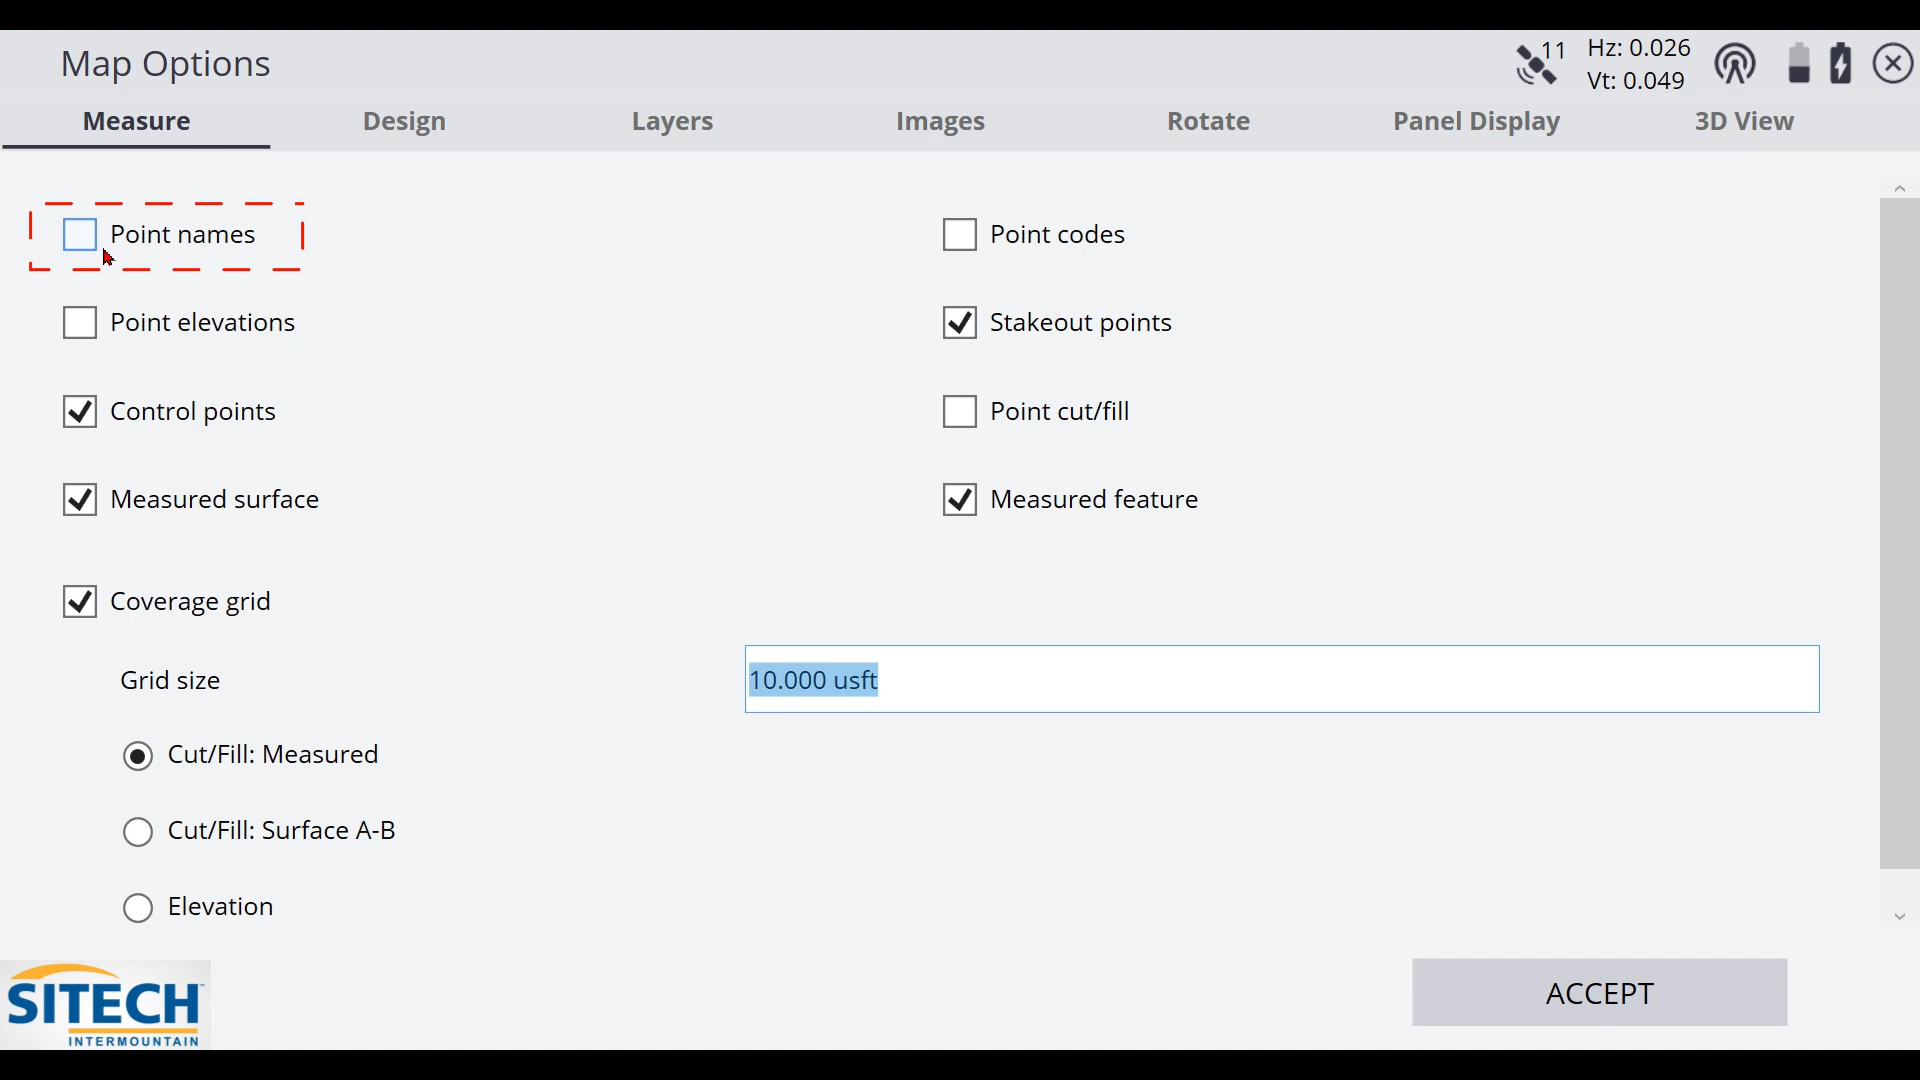 Map Options
11
Hz: 0.026
Vt: 0.049
Measure
Design
Layers
Images
Rotate
Panel Display
3D View
Point names
Point codes
Point elevations
Stakeout points
Control points
Point cut/fill
Measured surface
Measured feature
Coverage grid
Grid size
10.000 usft
Cut/Fill: Measured
Cut/Fill: Surface A-B
Elevation
SITECH
INTERMOUNTAIN
ACCEPT